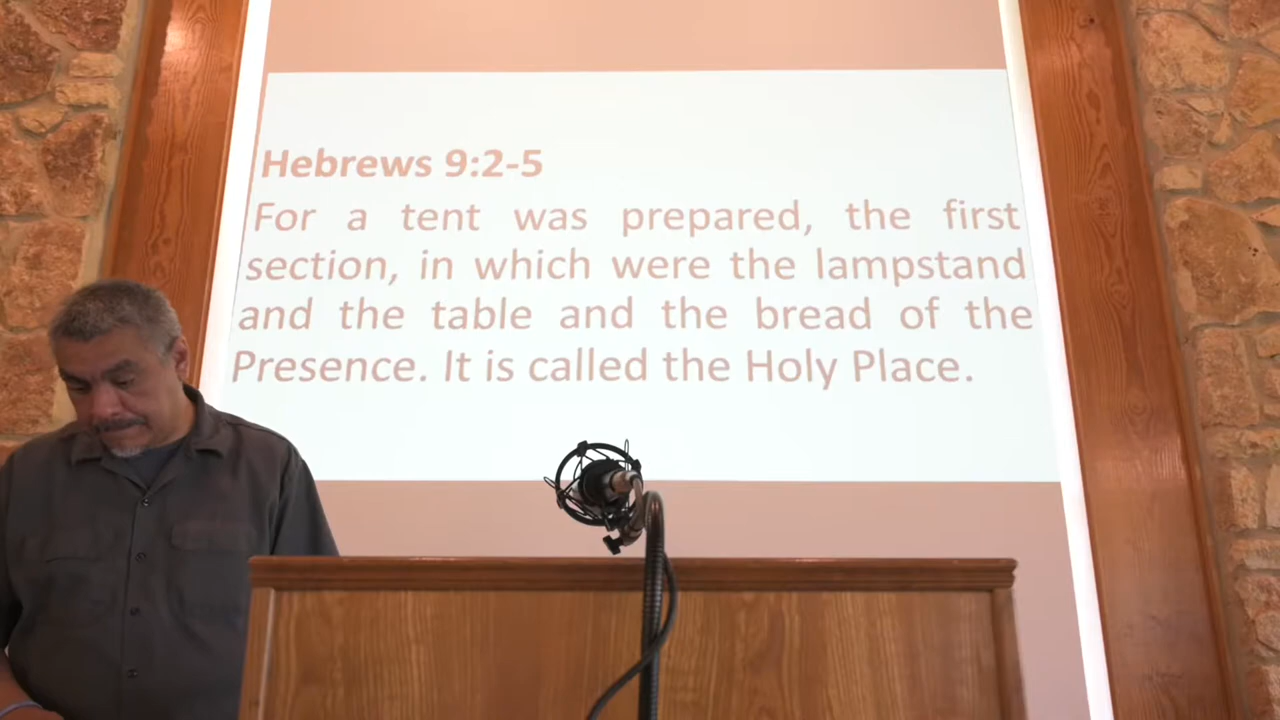 Hebrews 9:2-5
For a tent was prepared, the first
section, in which were the lampstand
and the table and the bread of the
Presence. It is called the Holy Place.